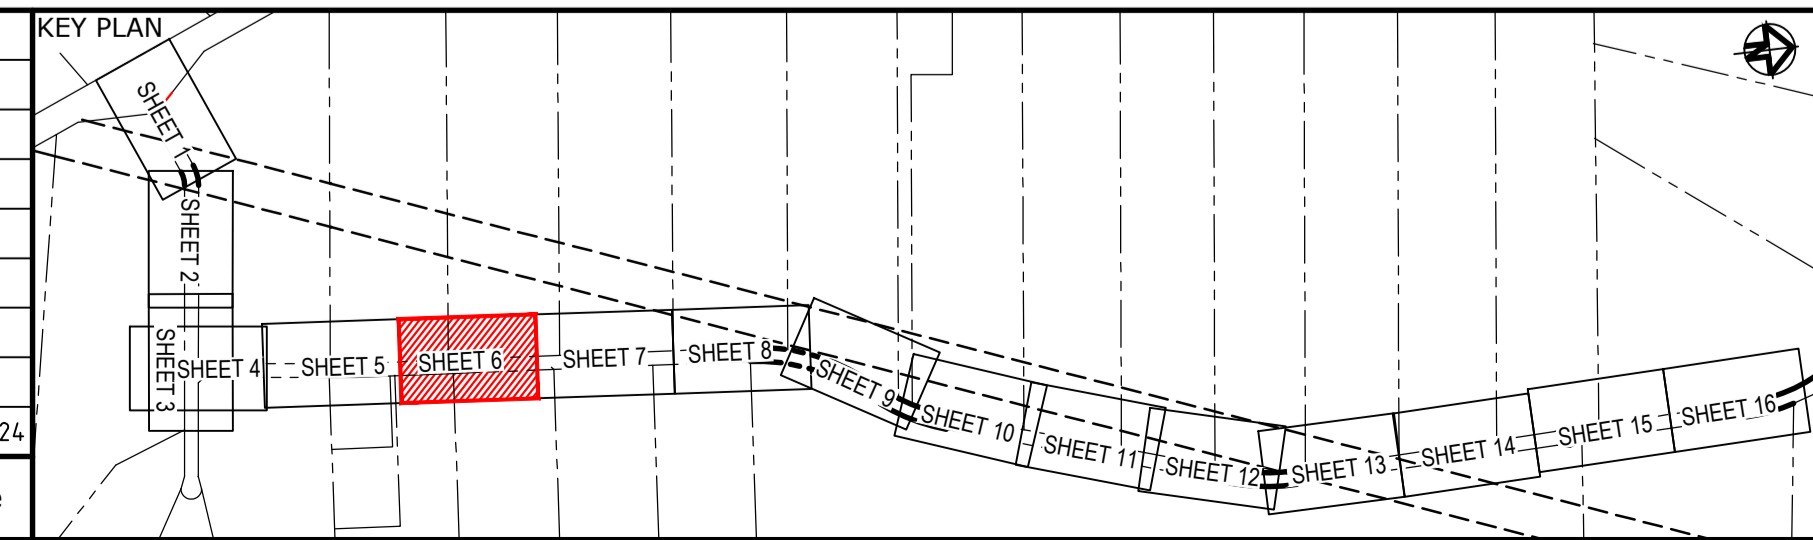 KEY PLAN
N
SHEET 1
SHEET 2
SHEET 3
SHEET 4
SHEET 5
SHEET 6
SHEET 7
SHEET 8
SHEET 9
SHEET 10
SHEET 11
SHEET 12
SHEET 13
SHEET 14
SHEET 15
SHEET 16
24